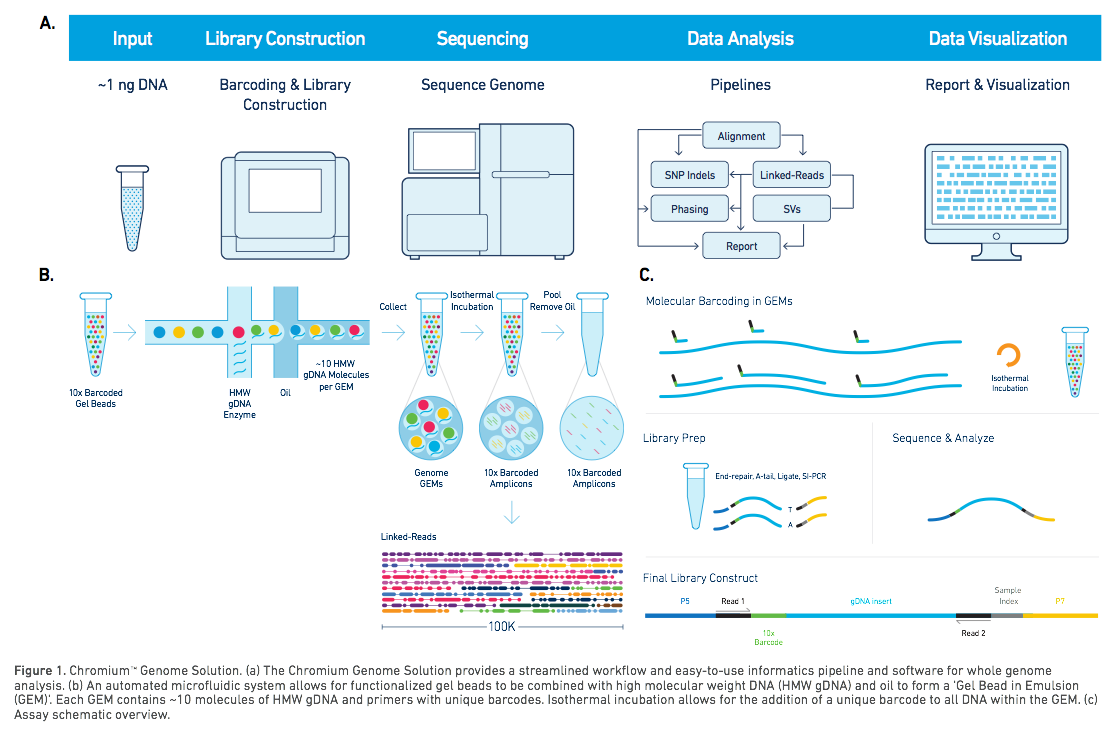 A.
Input
Library Construction
Sequencing
Data Analysis
Data Visualization
~1 ng DNA
Barcoding & Library
Construction
Sequence Genome
Pipelines
Report & Visualization
Alignment
SNP Indels
Linked-Reads
Phasing
SVs
Report
B.
10x Barcoded
Gel Beads
HMW
gDNA
Enzyme
Oil
~10 HMW
gDNA Molecules
per GEM
Collect
Isothermal
Incubation
Pool
Remove Oil
Genome
GEMs
10x Barcoded
Amplicons
10x Barcoded
Amplicons
Linked-Reads
100K
C.
Molecular Barcoding in GEMs
Isothermal
Incubation
Library Prep
End-repair, A-tail, Ligate, SI-PCR
T
A
Sequence & Analyze
Final Library Construct
P5
Read 1
10x
Barcode
gDNA insert
Read 2
Sample
Index
P7
Figure 1. Chromium™ Genome Solution. (a) The Chromium Genome Solution provides a streamlined workflow and easy-to-use informatics pipeline and software for whole genome
analysis. (b) An automated microfluidic system allows for functionalized gel beads to be combined with high molecular weight DNA (HMW gDNA) and oil to form a 'Gel Bead in Emulsion
(GEM)'. Each GEM contains ~10 molecules of HMW gDNA and primers with unique barcodes. Isothermal incubation allows for the addition of a unique barcode to all DNA within the GEM. (c)
Assay schematic overview.